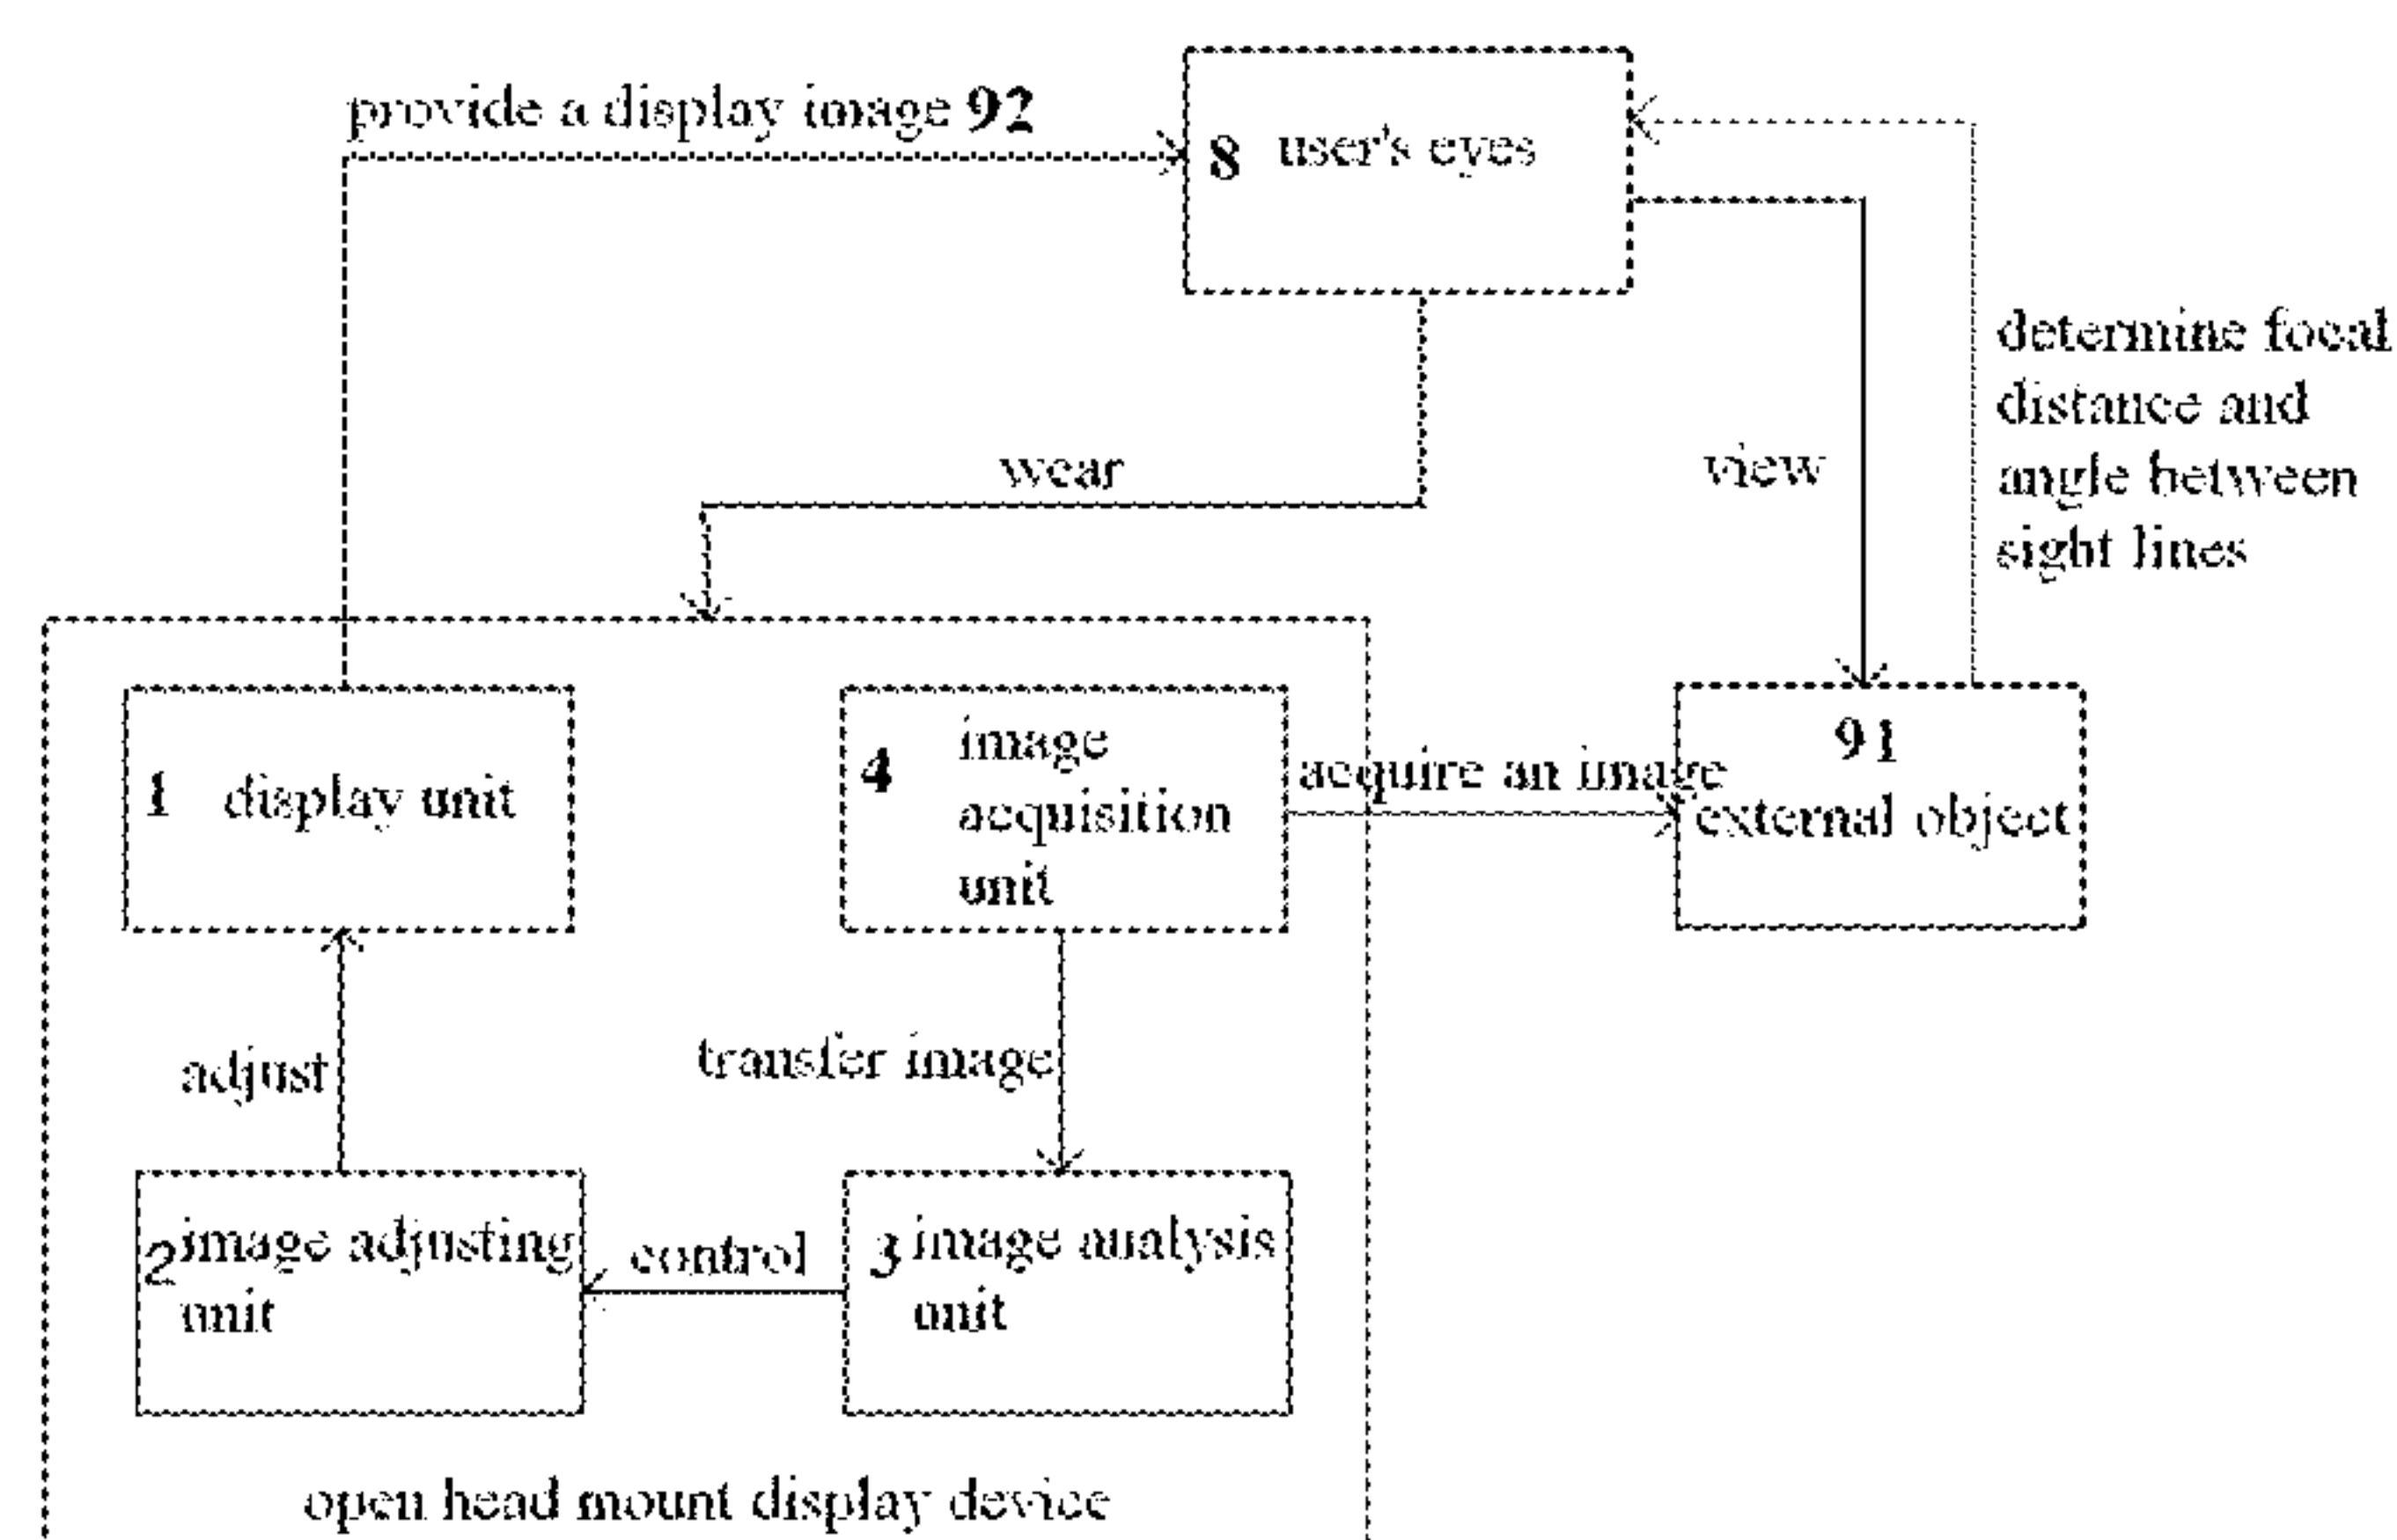 provide a display image 92
8 user's eyes
determine focal
distance and
angle between
sight lines
wear
view
1 display unit
4 image
acquisition
unit
acquire an image
91
external object
adjust
transfer image
2 image adjusting
unit
control
3 image analysis
unit
open head mount display device